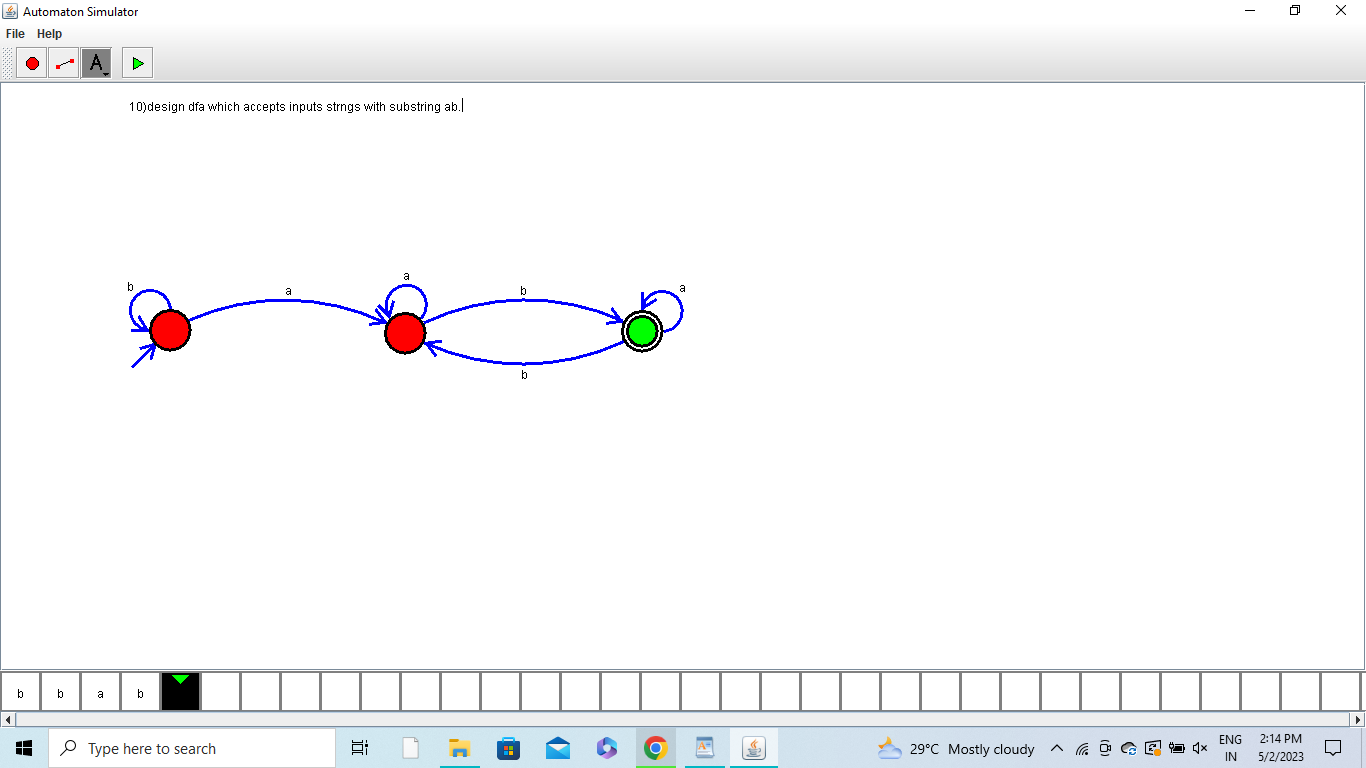 Automaton Simulator
File Help
A
10)design dfa which accepts inputs strngs with substring ab.
b
a
a
b
a
b
b b a b
Type here to search
29°C Mostly cloudy
ENG
IN
2:14 PM
5/2/2023